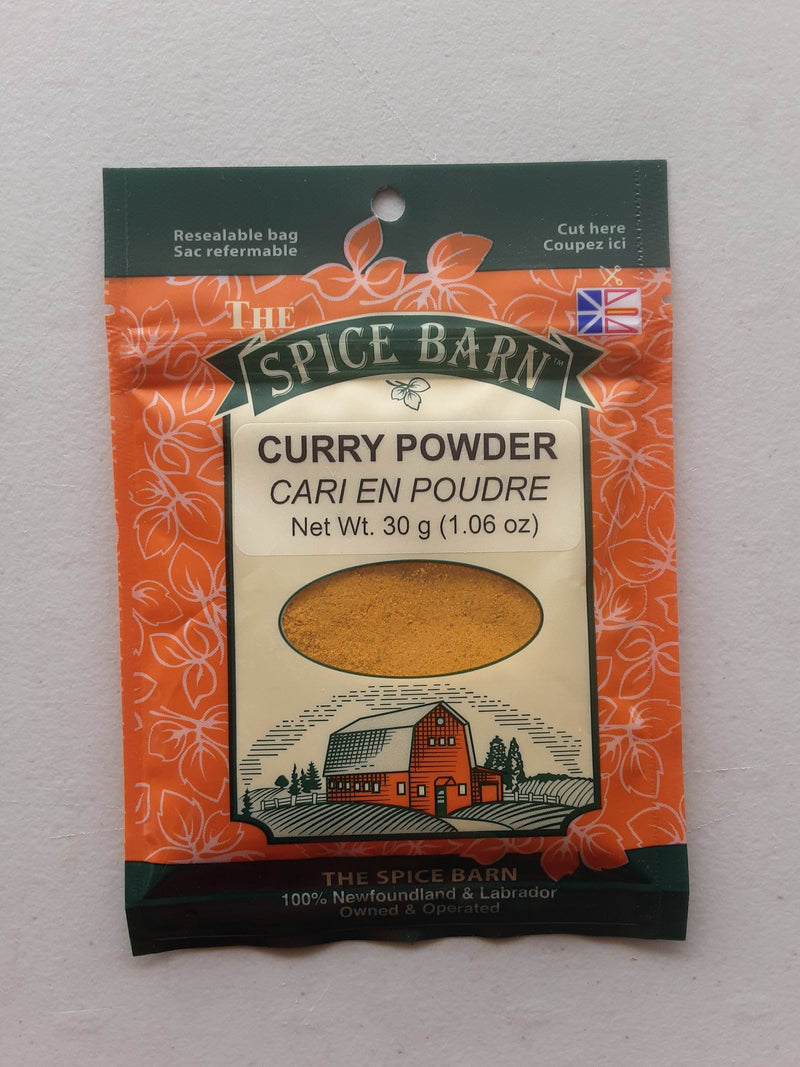 Resealable bag
Sac refermable
Cut here
Coupez ici
THE
SPICE BARN™
CURRY POWDER
CARI EN POUDRE
Net Wt. 30 g (1.06 oz)
THE SPICE BARN
100% Newfoundland & Labrador
Owned & Operated